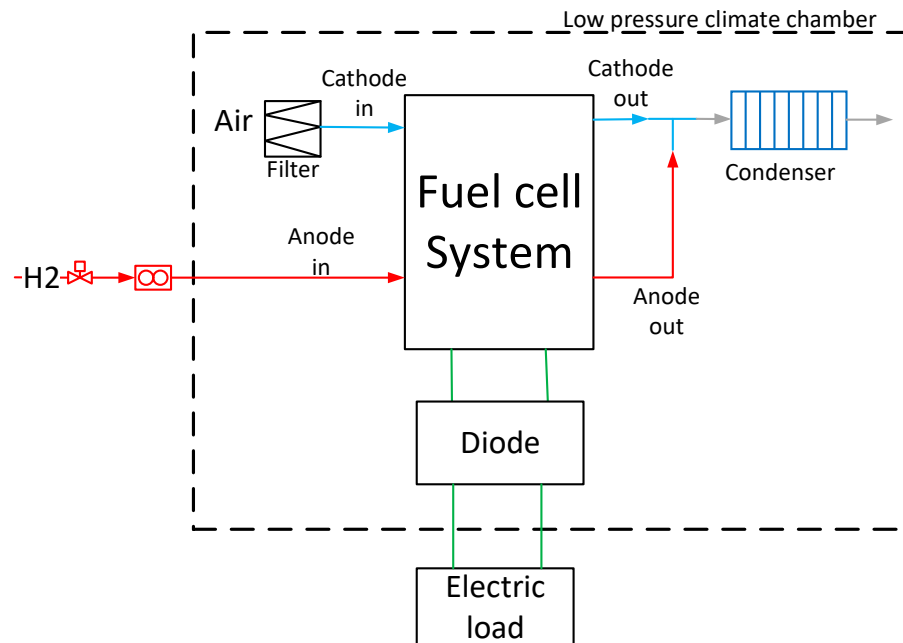 Low pressure climate chamber
Cathode
in
Cathode
out
Air
Filter
Condenser
Fuel cell
System
Anode
in
H2
Anode
out
Diode
Electric
load